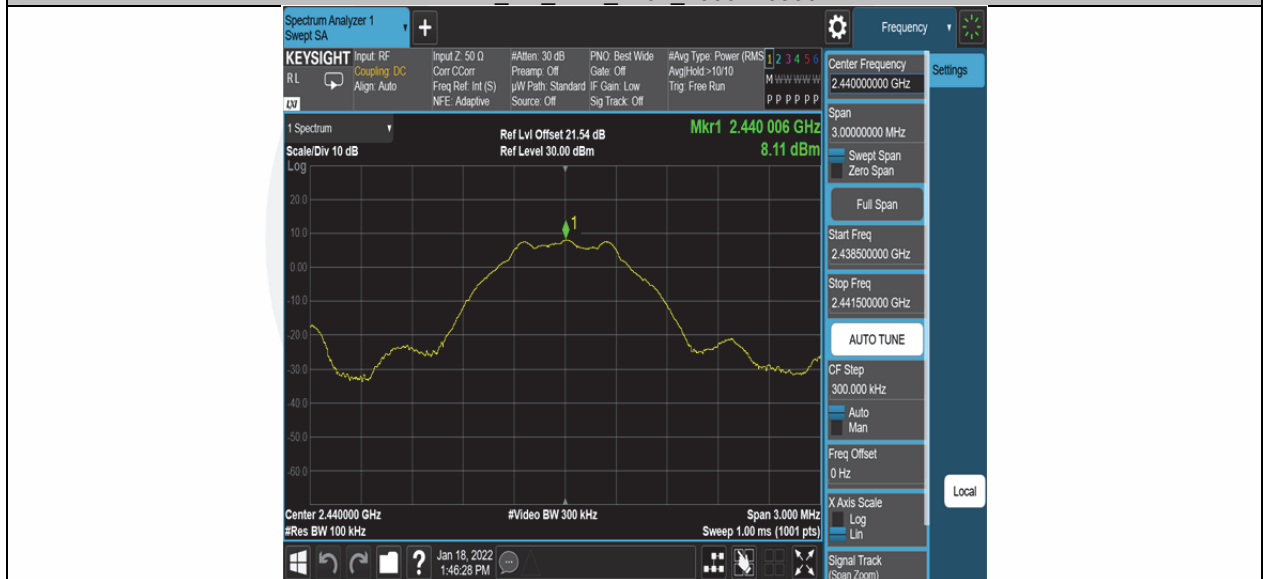 Spectrum Analyzer 1
Swept SA
+
Frequency
KEYSIGHT
RL
LXI
Input: RF
Coupling: DC
Align: Auto
Input Z: 50 Ω
Corr CCorr
Freq Ref: Int (S)
NFE: Adaptive
#Atten: 30 dB
Preamp: Off
µW Path: Standard
Source: Off
PNO: Best Wide
Gate: Off
IF Gain: Low
Sig Track: Off
#Avg Type: Power (RMS
Avg|Hold:>10/10
Trig: Free Run
1 2 3 4 5 6
M W W W W W
P P P P P P
1 Spectrum
Scale/Div 10 dB
Log
Ref Lvl Offset 21.54 dB
Ref Level 30.00 dBm
Mkr1 2.440 006 GHz
8.11 dBm
20.0
10.0
0.00
-10.0
-20.0
-30.0
-40.0
-50.0
-60.0
1
Center 2.440000 GHz
#Res BW 100 kHz
#Video BW 300 kHz
Span 3.000 MHz
Sweep 1.00 ms (1001 pts)
Jan 18, 2022
1:46:28 PM
?
Center Frequency
2.440000000 GHz
Settings
Span
3.00000000 MHz
Swept Span
Zero Span
Full Span
Start Freq
2.438500000 GHz
Stop Freq
2.441500000 GHz
AUTO TUNE
CF Step
300.000 kHz
Auto
Man
Freq Offset
0 Hz
X Axis Scale
Log
Lin
Local
Signal Track
(Span Zoom)